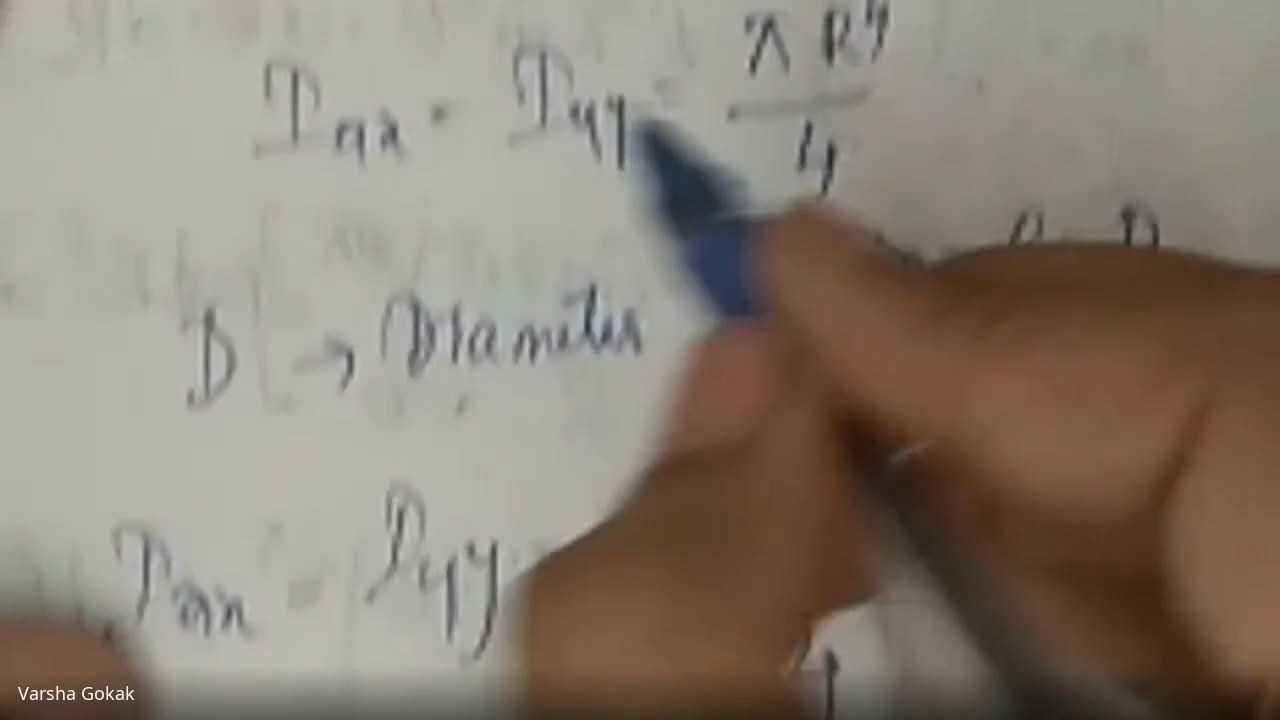 Ixx = Iyy = πR⁴
4
D → Diameter
Ixx = Iyy
Varsha Gokak